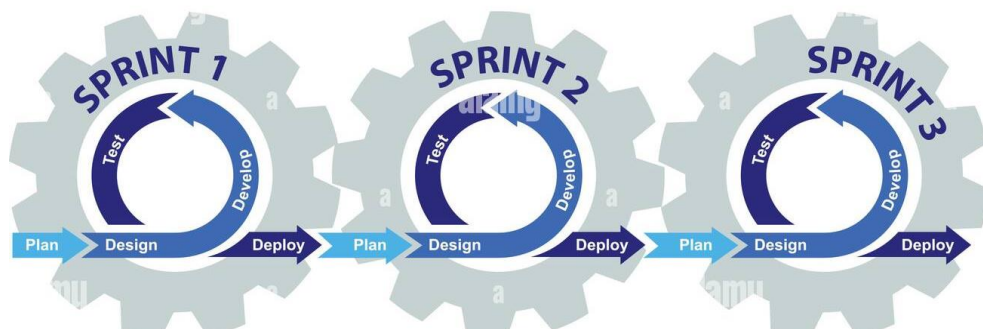 SPRINT 1
Test
Develop
Plan
Design
Deploy
SPRINT 2
Test
Develop
Plan
Design
Deploy
SPRINT 3
Test
Develop
Plan
Design
Deploy
alamy
a
a
a
a
a